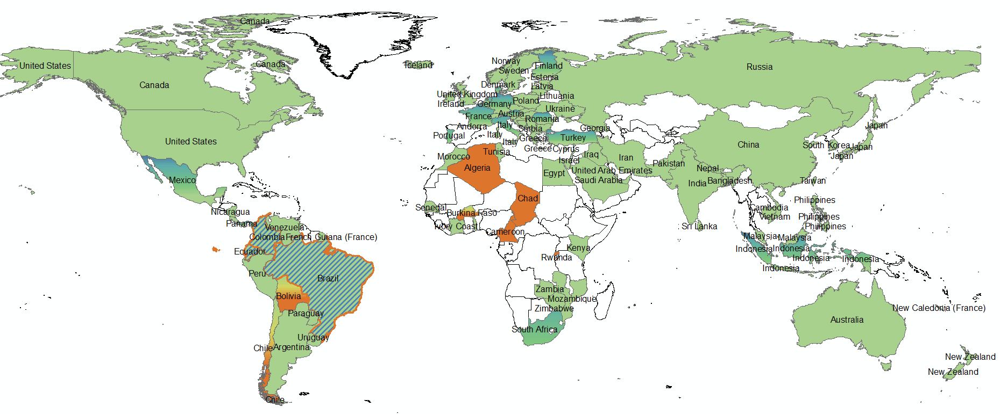 Canada
United States
Canada
Iceland
Norway
Finland
Russia
Sweden
Estonia
Canada
Denmark
Latvia
United Kingdom
Lithuania
Ireland
Germany
Poland
Ukraine
France
Austria
Romania
Andorra
Italy
Serbia
Georgia
Japan
Portugal
Italy
Italy
Greece
Turkey
United States
China
South Korea
Japan
Greece
Cyprus
Morocco
Tunisia
Israel
Iraq
Iran
Japan
Algeria
Egypt
United Arab Emirates
Pakistan
Nepal
Mexico
Saudi Arabia
India
Bangladesh
Taiwan
Chad
Philippines
Senegal
Cambodia
Nicaragua
Burkina Faso
Vietnam
Philippines
Panama
Venezuela
Ivory Coast
Sri Lanka
Philippines
Colombia
French Guiana (France)
Cameroon
Malaysia
Malaysia
Ecuador
Kenya
Indonesia
Indonesia
Rwanda
Indonesia
Indonesia
Indonesia
Peru
Brazil
Zambia
Bolivia
Mozambique
Paraguay
Zimbabwe
New Caledonia (France)
Australia
South Africa
Uruguay
Chile
Argentina
New Zealand
New Zealand
Chile